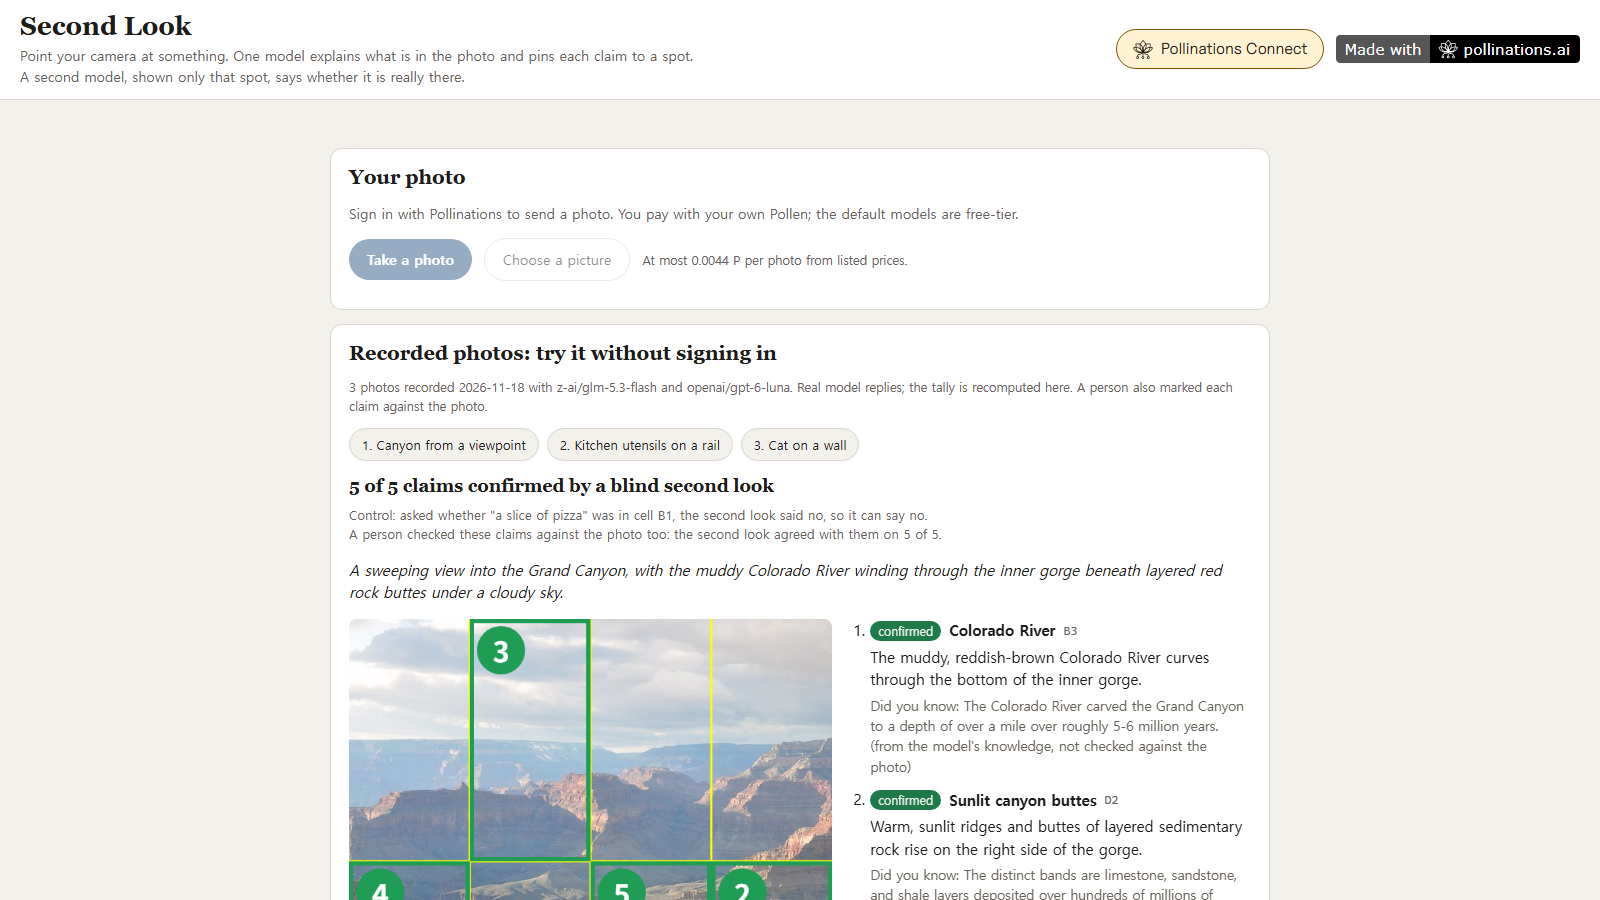 Second Look
Point your camera at something. One model explains what is in the photo and pins each claim to a spot.
A second model, shown only that spot, says whether it is really there.
Pollinations Connect
Made with pollinations.ai
Your photo
Sign in with Pollinations to send a photo. You pay with your own Pollen; the default models are free-tier.
Take a photo
Choose a picture
At most 0.0044 P per photo from listed prices.
Recorded photos: try it without signing in
3 photos recorded 2026-11-18 with z-ai/glm-5.3-flash and openai/gpt-6-luna. Real model replies; the tally is recomputed here. A person also marked each
claim against the photo.
1. Canyon from a viewpoint
2. Kitchen utensils on a rail
3. Cat on a wall
5 of 5 claims confirmed by a blind second look
Control: asked whether "a slice of pizza" was in cell B1, the second look said no, so it can say no.
A person checked these claims against the photo too: the second look agreed with them on 5 of 5.
A sweeping view into the Grand Canyon, with the muddy Colorado River winding through the inner gorge beneath layered red
rock buttes under a cloudy sky.
3
4
5
2
1. confirmed Colorado River B3
The muddy, reddish-brown Colorado River curves
through the bottom of the inner gorge.
Did you know: The Colorado River carved the Grand Canyon
to a depth of over a mile over roughly 5-6 million years.
(from the model's knowledge, not checked against the
photo)
2. confirmed Sunlit canyon buttes D2
Warm, sunlit ridges and buttes of layered sedimentary
rock rise on the right side of the gorge.
Did you know: The distinct bands are limestone, sandstone,
and shale layers deposited over hundreds of millions of